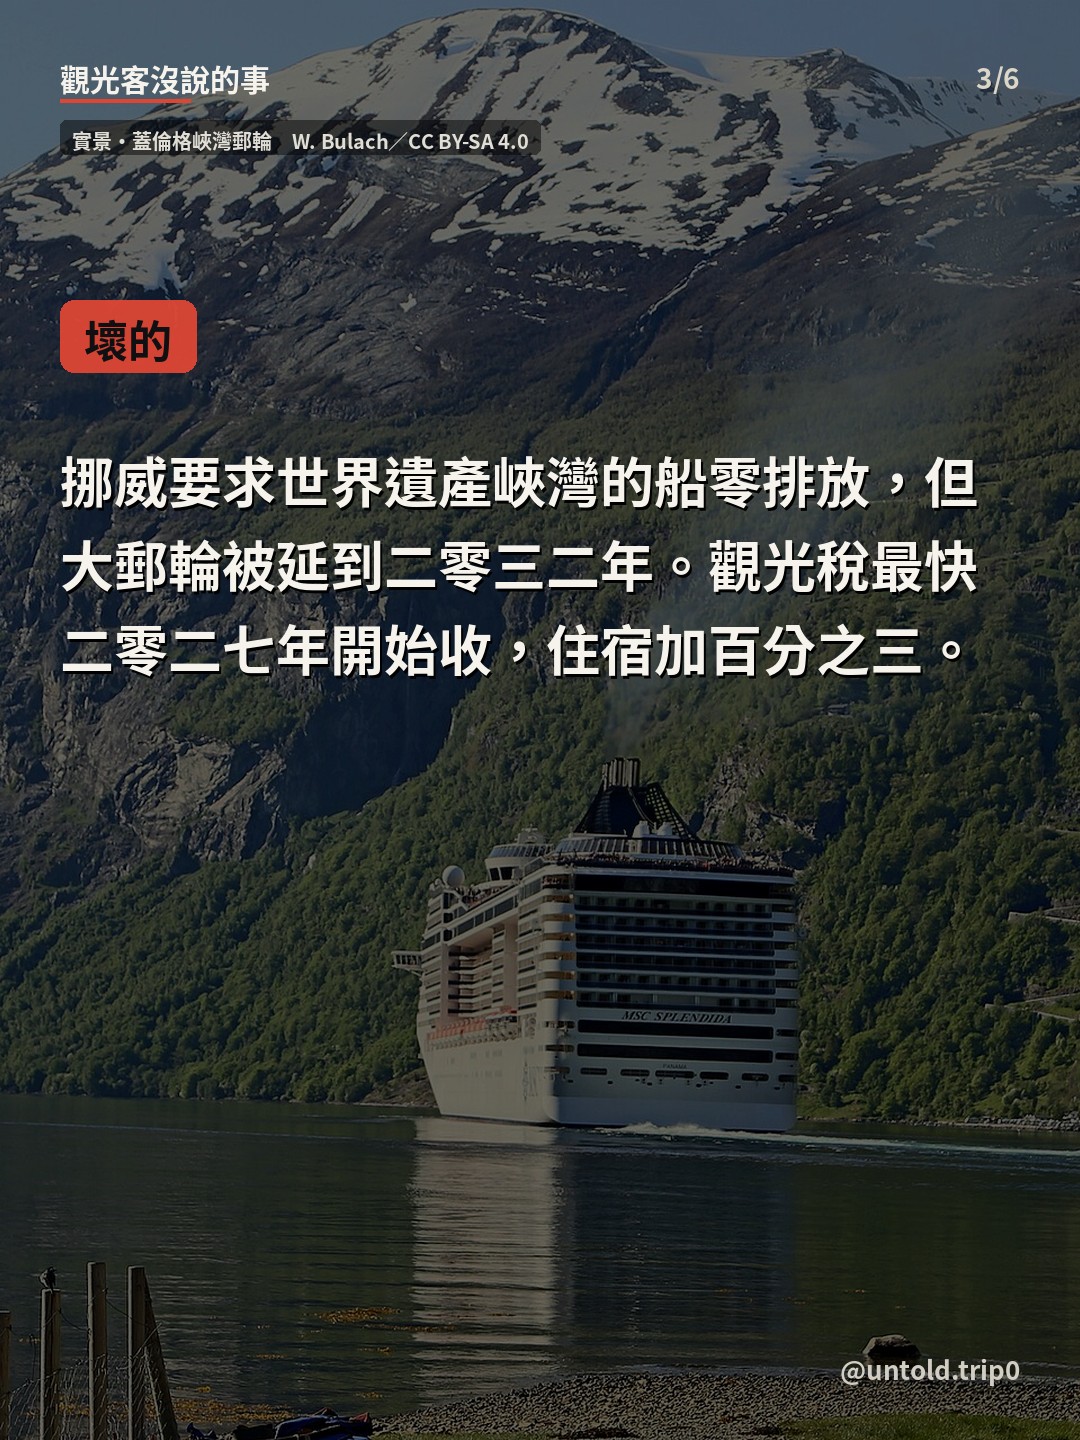 觀光客沒說的事
3/6
實景・蓋倫格峽灣郵輪 W. Bulach／CC BY-SA 4.0
壞的
挪威要求世界遺產峽灣的船零排放，但
大郵輪被延到二零三二年。觀光稅最快
二零二七年開始收，住宿加百分之三。
MSC SPLENDIDA
PANAMA
@untold.trip0